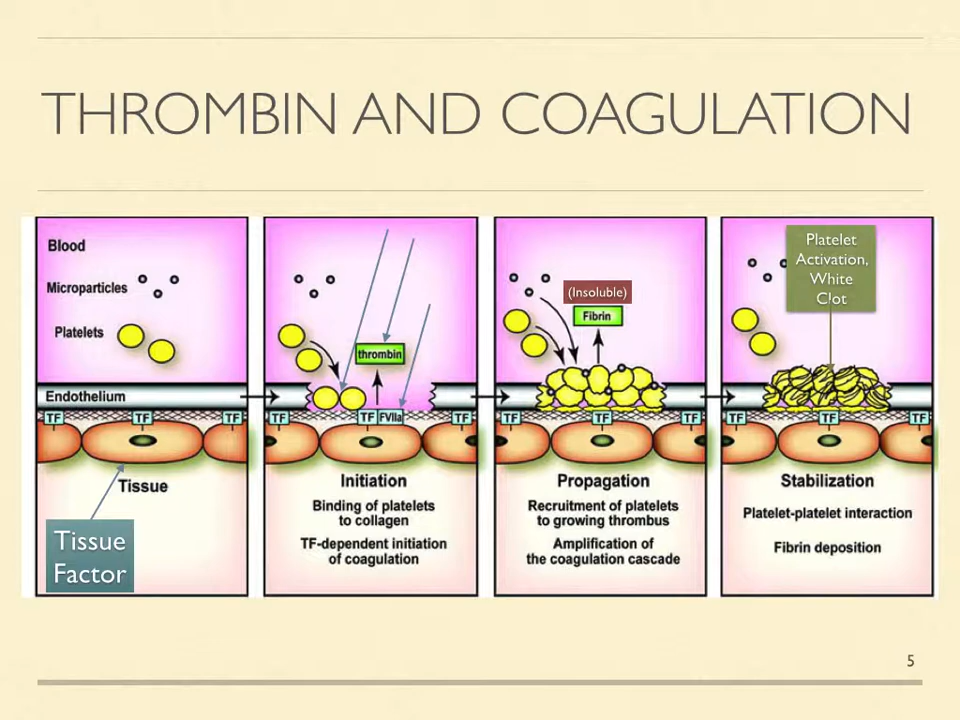 THROMBIN AND COAGULATION
Blood
Microparticles
Platelets
Endothelium
TF
TF
TF
Tissue
Tissue
Factor
thrombin
TF
TF
FVIIa
TF
Initiation
Binding of platelets
to collagen
TF-dependent initiation
of coagulation
(Insoluble)
Fibrin
TF
TF
TF
Propagation
Recruitment of platelets
to growing thrombus
Amplification of
the coagulation cascade
Platelet
Activation,
White
Clot
TF
TF
TF
Stabilization
Platelet-platelet interaction
Fibrin deposition
5